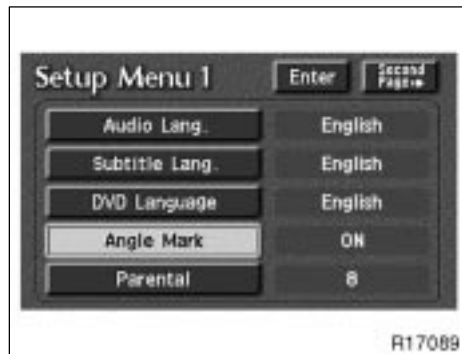 Setup Menu 1 Enter Second Page
Audio Lang. English
Subtitle Lang. English
DVD Language English
Angle Mark ON
Parental 8
R17089